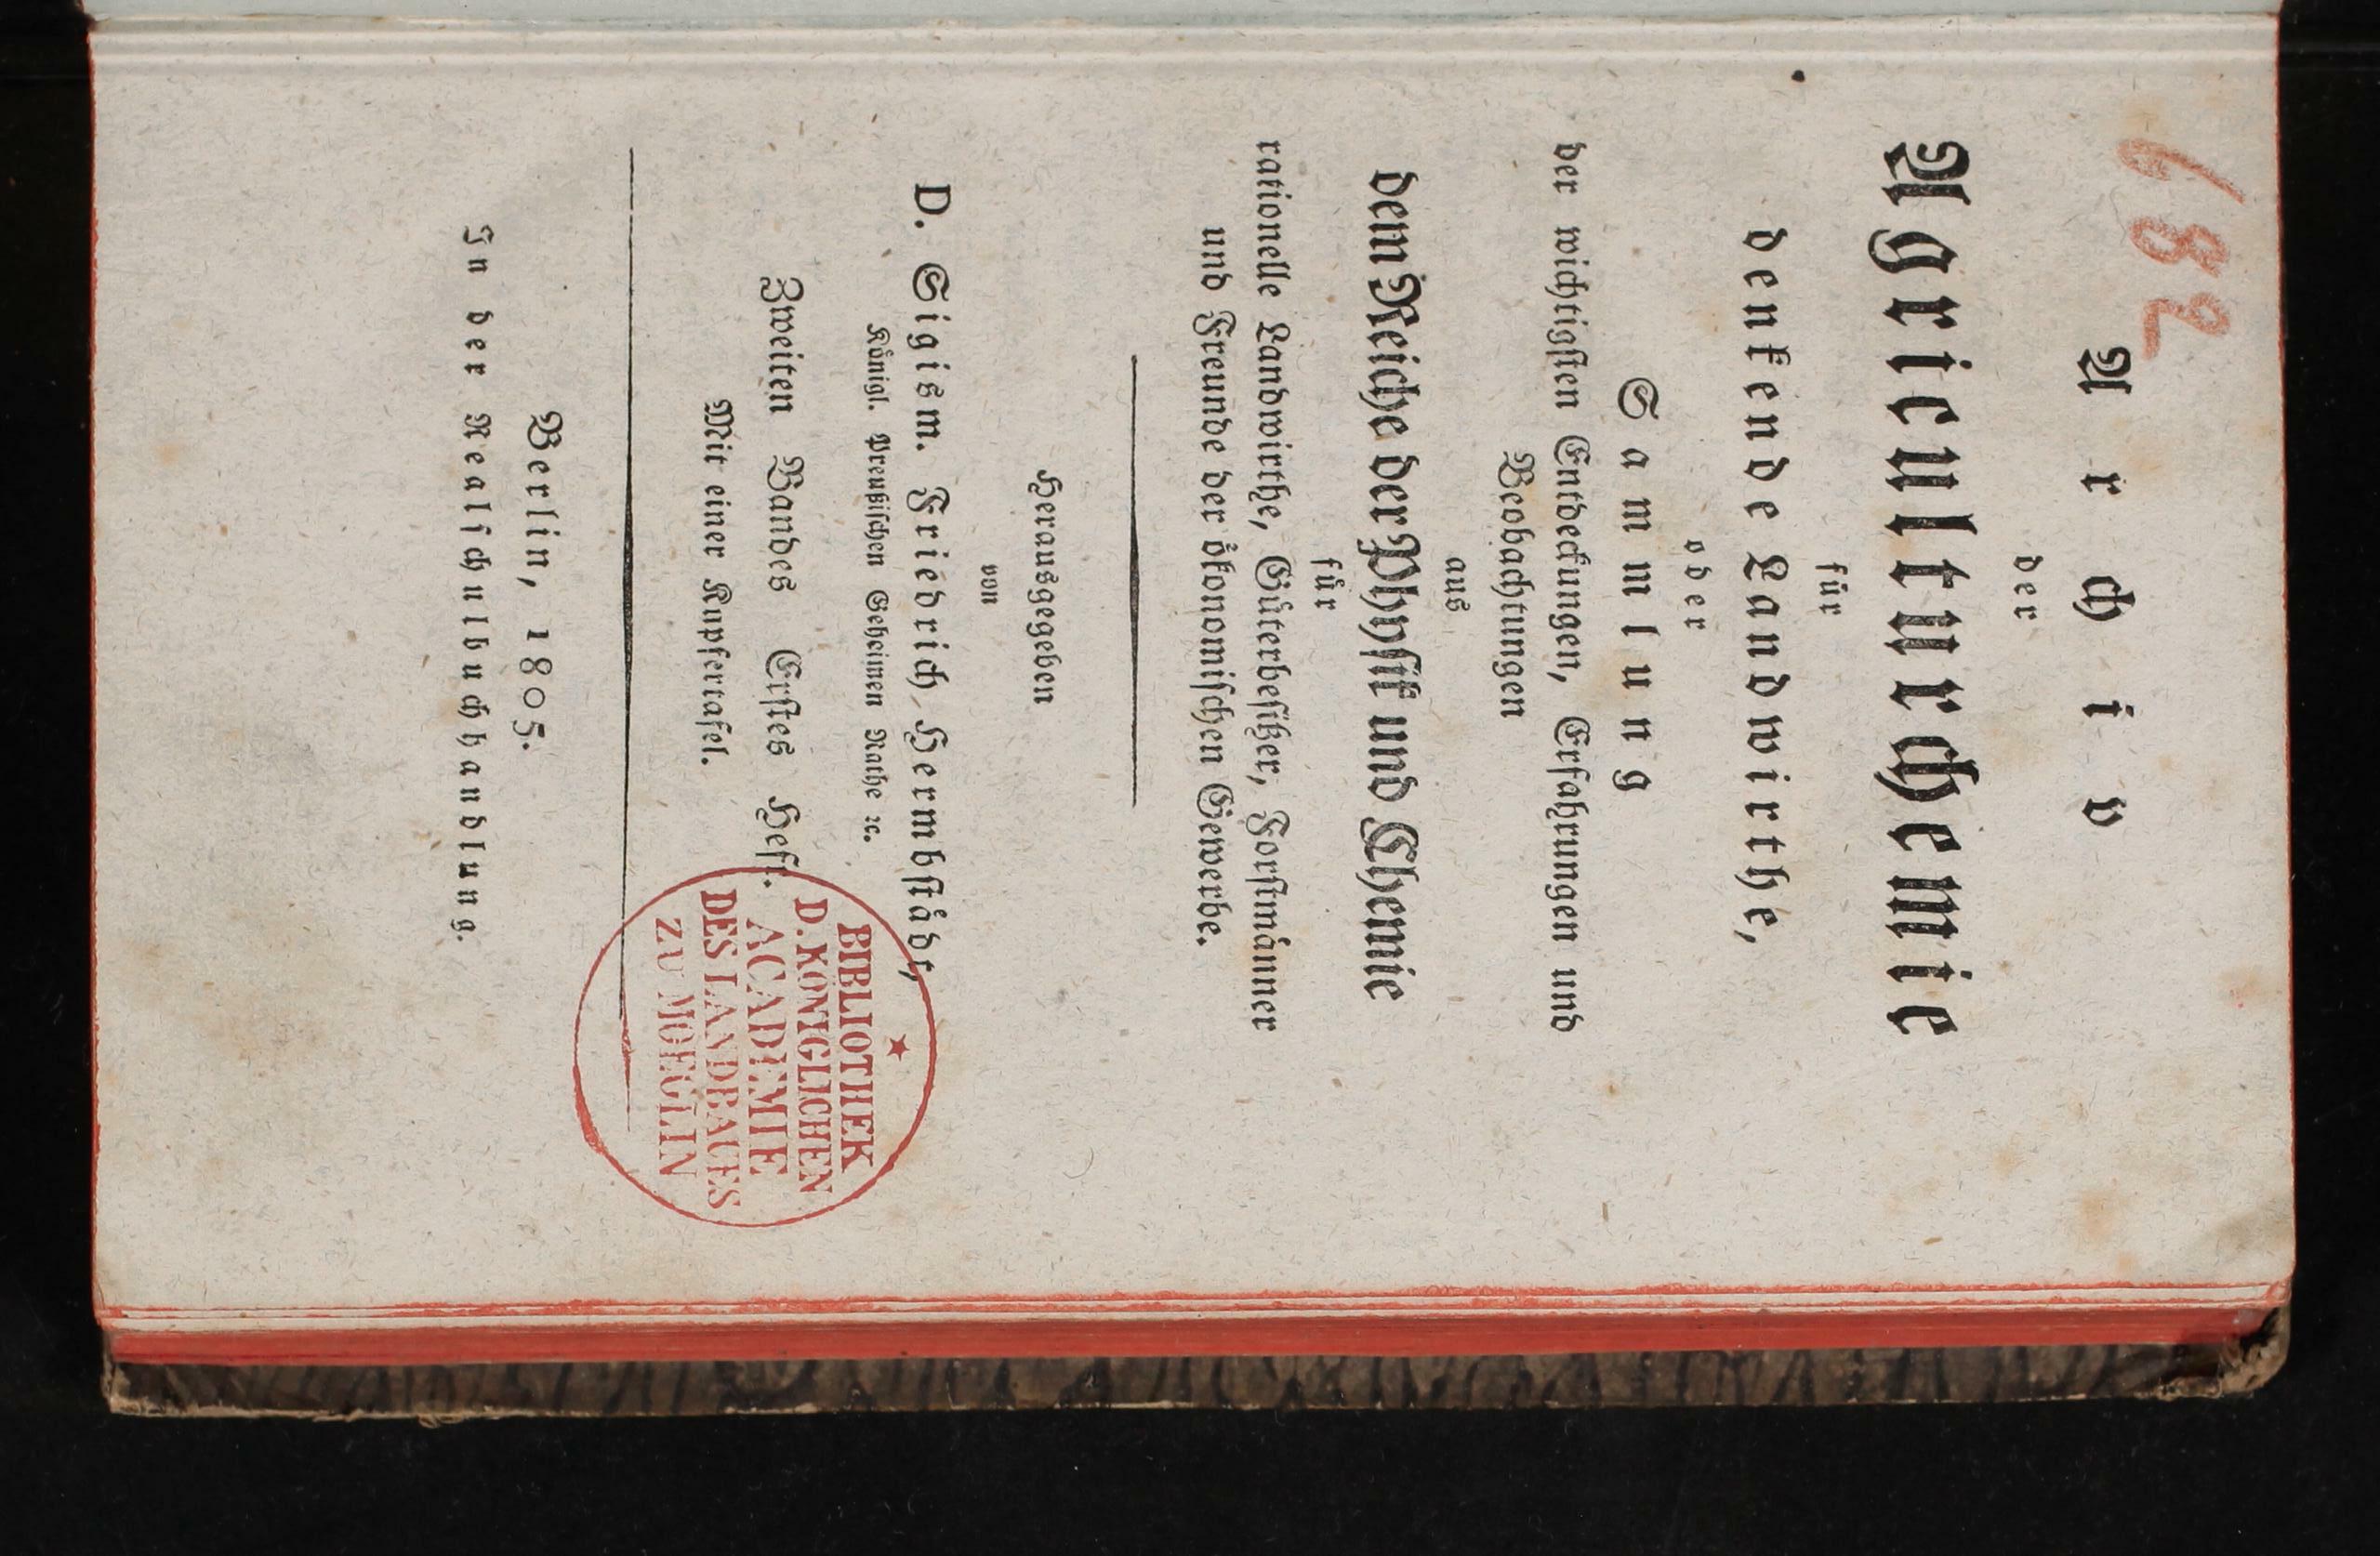 682
Archiv
der
Agriculturchemie
für
denkende Landwirthe,
oder
Sammlung
der wichtigsten Entdeckungen, Erfahrungen und
Beobachtungen
aus
dem Reiche der Physik und Chemie
für
rationelle Landwirthe, Güterbesitzer, Forstmänner
und Freunde der ökonomischen Gewerbe.
Herausgegeben
von
D. Sigism. Friedrich Hermbstädt,
Königl. Preußischen Geheimen Rathe ꝛc.
Zweiten Bandes Erstes Heft.
Mit einer Kupfertafel.
BIBLIOTHEK
D. KÖNIGLICHEN
ACADEMIE
DES LANDBAUES
ZU MOEGLIN
Berlin, 1805.
In der Realschulbuchhandlung.